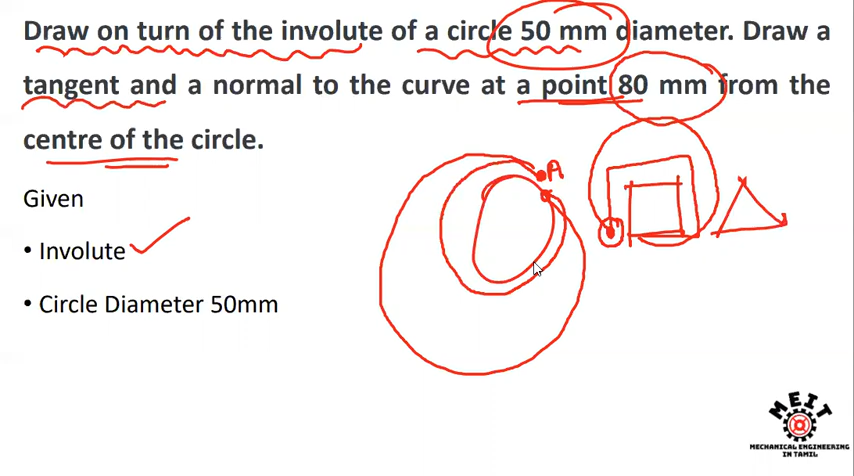 Draw on turn of the involute of a circle 50 mm diameter. Draw a
tangent and a normal to the curve at a point 80 mm from the
centre of the circle.
Given
• Involute
• Circle Diameter 50mm
A
MEIT
MECHANICAL ENGINEERING
IN TAMIL